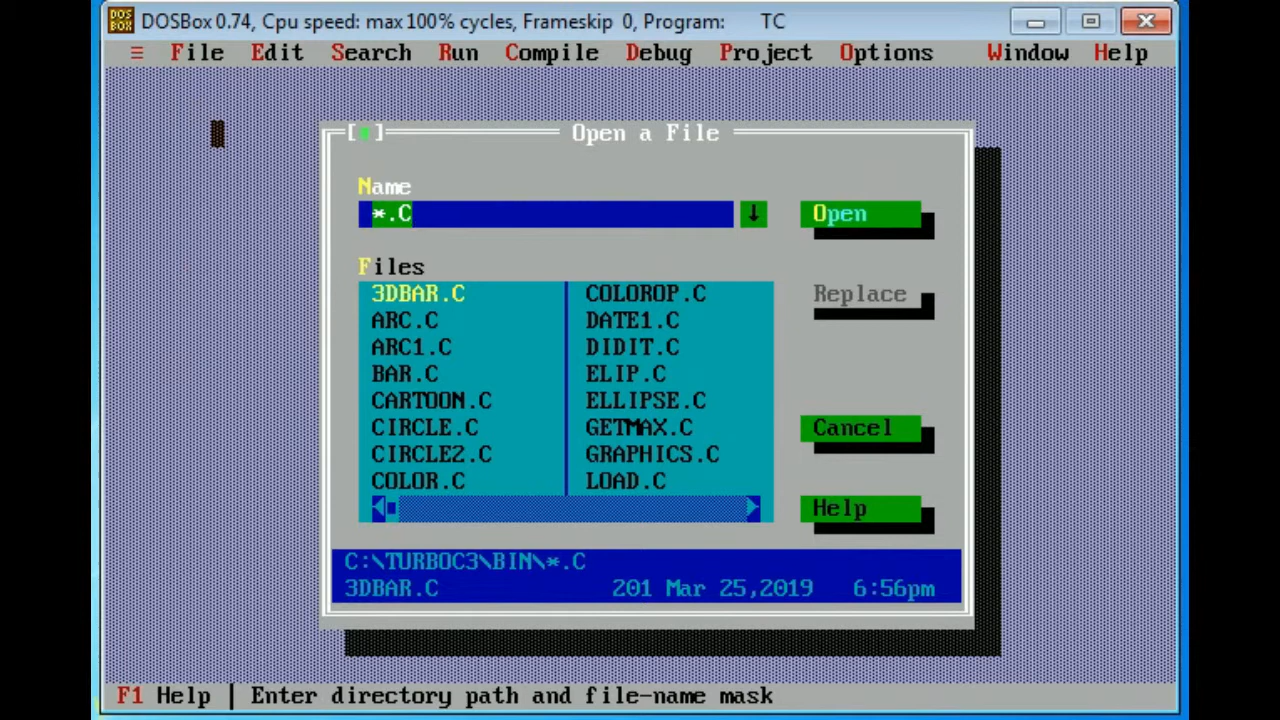 DOS BOX DOSBox 0.74, Cpu speed: max 100% cycles, Frameskip 0, Program: TC
≡ File Edit Search Run Compile Debug Project Options Window Help
Open a File
Name
*.C
Open
Files
3DBAR.C COLOROP.C
Replace
ARC.C DATE1.C
ARC1.C DIDIT.C
BAR.C ELIP.C
CARTOON.C ELLIPSE.C
CIRCLE.C GETMAX.C
Cancel
CIRCLE2.C GRAPHICS.C
COLOR.C LOAD.C
Help
C:\TURBOC3\BIN\*.C
3DBAR.C 201 Mar 25,2019 6:56pm
F1 Help | Enter directory path and file-name mask